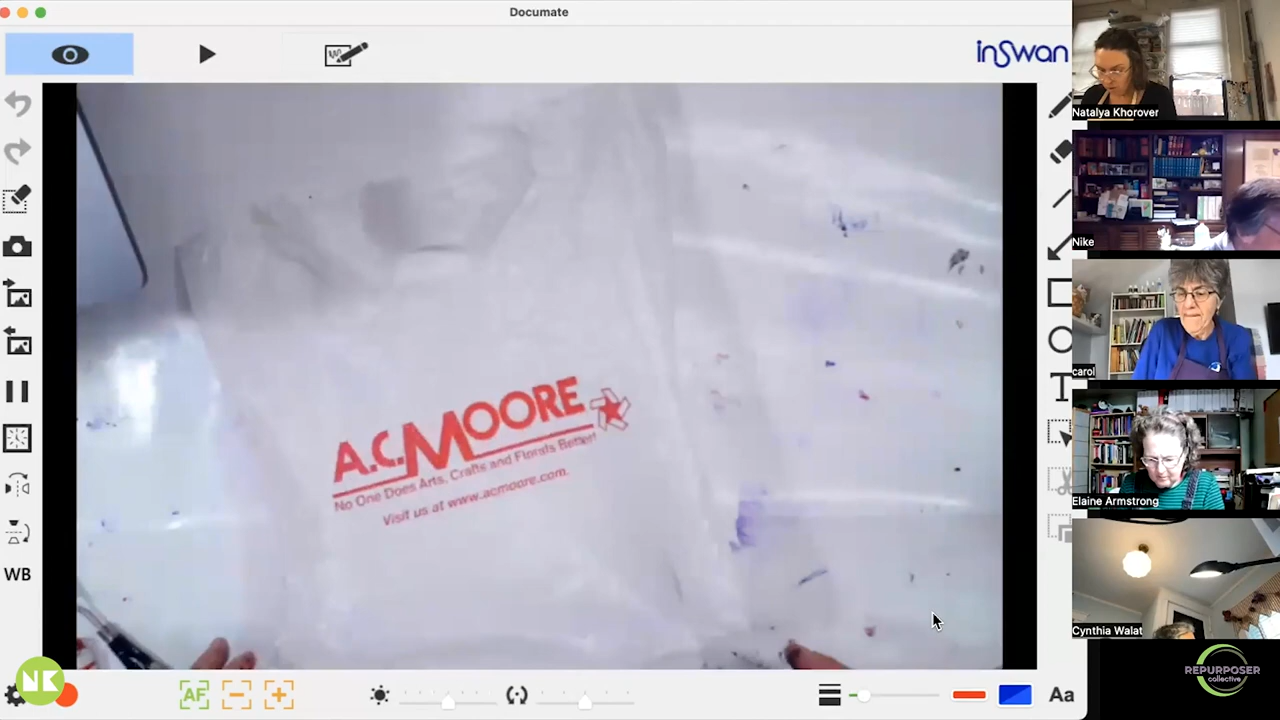 Documate
inSwan
Natalya Khorover
Nike
carol
Elaine Armstrong
Cynthia Walat
A.C.MOORE
No One Does Arts, Crafts and Florals Better!
Visit us at www.acmoore.com.
T
WB
NK
AF
Aa
REPURPOSER
collective